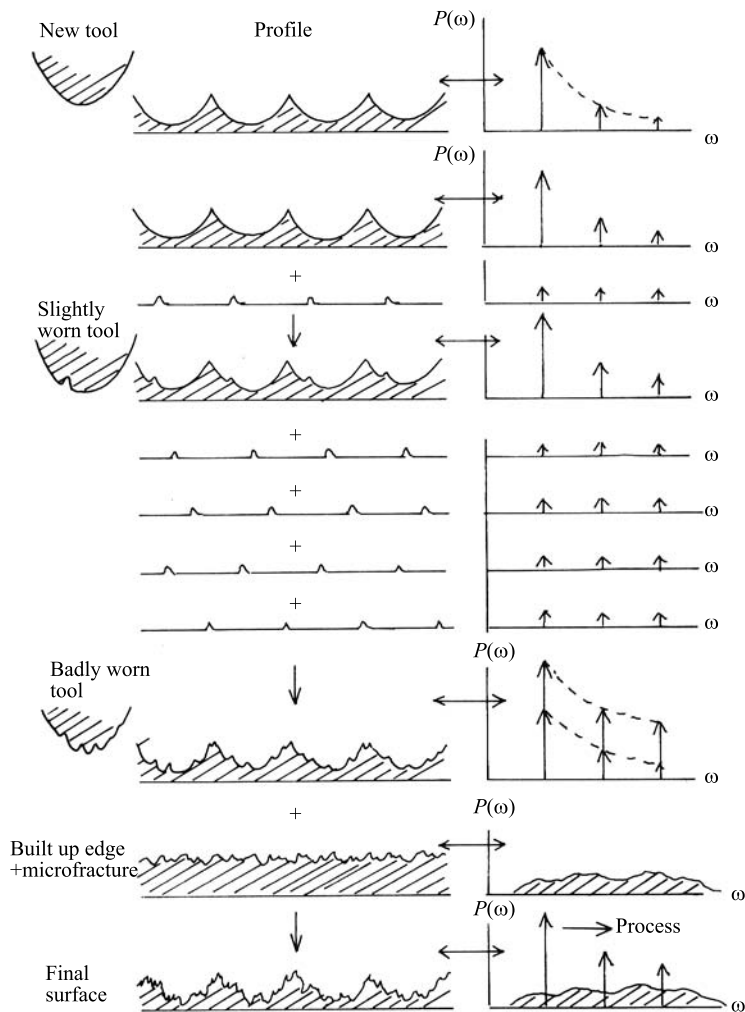 New tool
Profile
P(ω)
ω
P(ω)
ω
+
ω
Slightly
worn tool
ω
+
ω
+
ω
+
ω
+
ω
P(ω)
Badly worn
tool
ω
+
P(ω)
Built up edge
+microfracture
ω
P(ω)
Process
Final
surface
ω